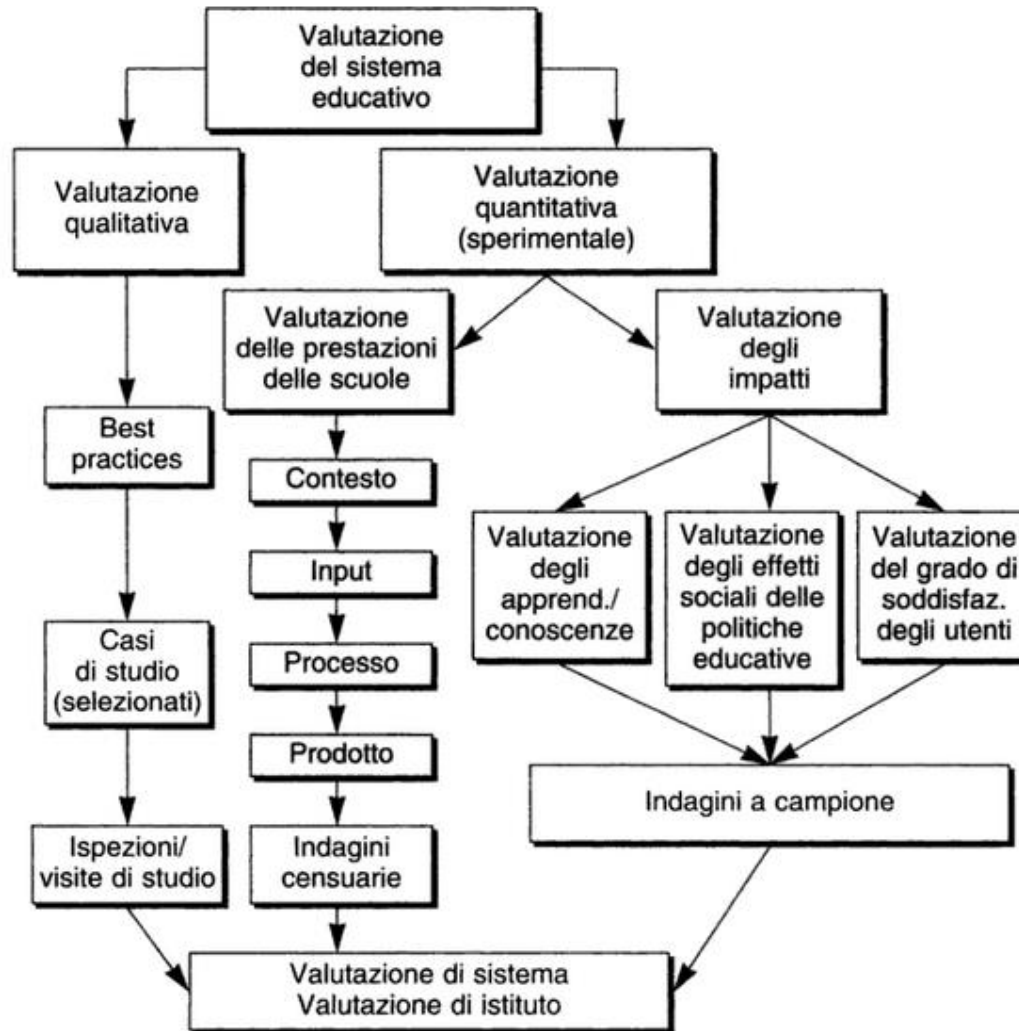 Valutazione
del sistema
educativo
Valutazione
qualitativa
Valutazione
quantitativa
(sperimentale)
Valutazione
delle prestazioni
delle scuole
Valutazione
degli
impatti
Best
practices
Contesto
Input
Processo
Prodotto
Valutazione
degli
apprend./
conoscenze
Valutazione
degli effetti
sociali delle
politiche
educative
Valutazione
del grado di
soddisfaz.
degli utenti
Casi
di studio
(selezionati)
Indagini a campione
Ispezioni/
visite di studio
Indagini
censuarie
Valutazione di sistema
Valutazione di istituto